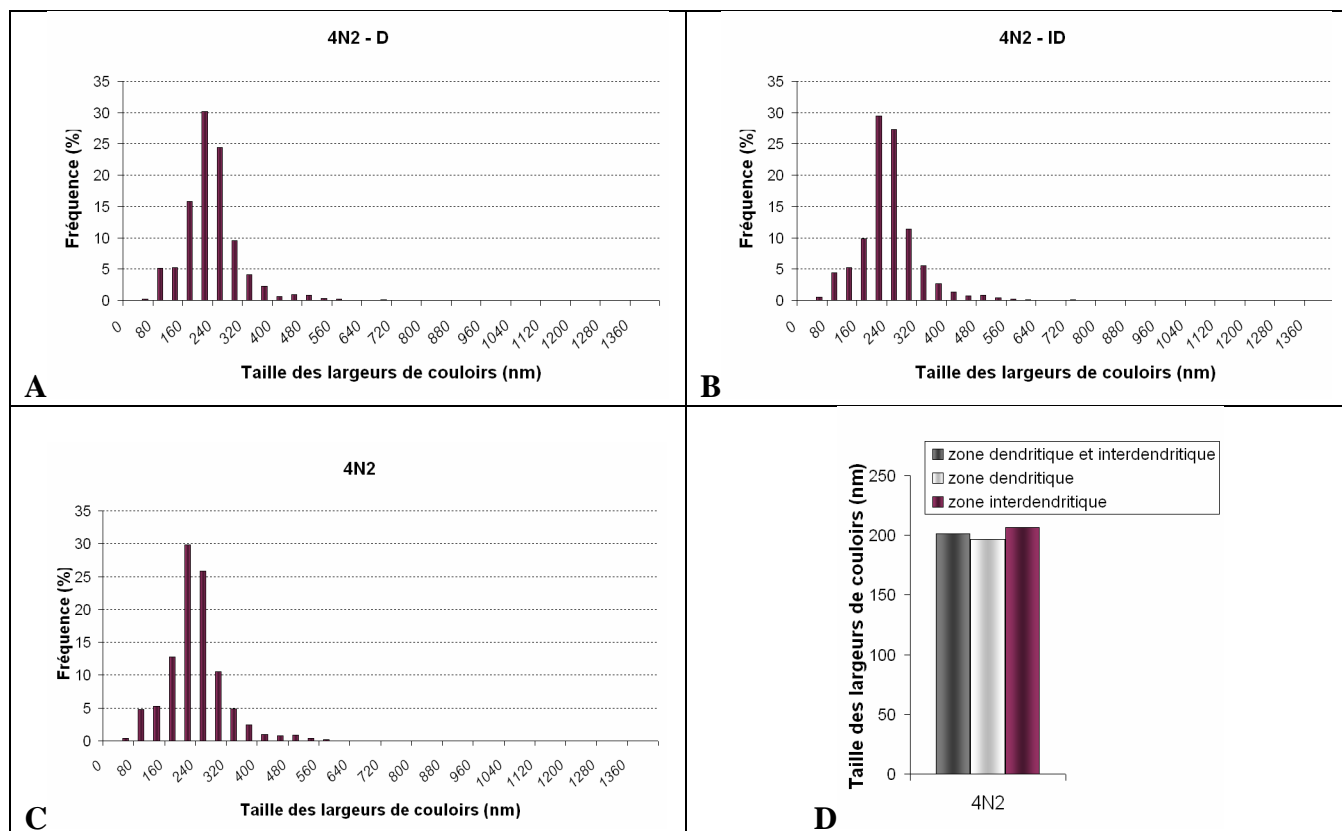 4N2 - D
Fréquence (%)
35
30
25
20
15
10
5
0
0 80 160 240 320 400 480 560 640 720 800 880 960 1040 1120 1200 1280 1360
Taille des largeurs de couloirs (nm)
A
4N2 - ID
Fréquence (%)
35
30
25
20
15
10
5
0
0 80 160 240 320 400 480 560 640 720 800 880 960 1040 1120 1200 1280 1360
Taille des largeurs de couloirs (nm)
B
4N2
Fréquence (%)
35
30
25
20
15
10
5
0
0 80 160 240 320 400 480 560 640 720 800 880 960 1040 1120 1200 1280 1360
Taille des largeurs de couloirs (nm)
C
zone dendritique et interdendritique
zone dendritique
zone interdendritique
Taille des largeurs de couloirs (nm)
250
200
150
100
50
0
4N2
D